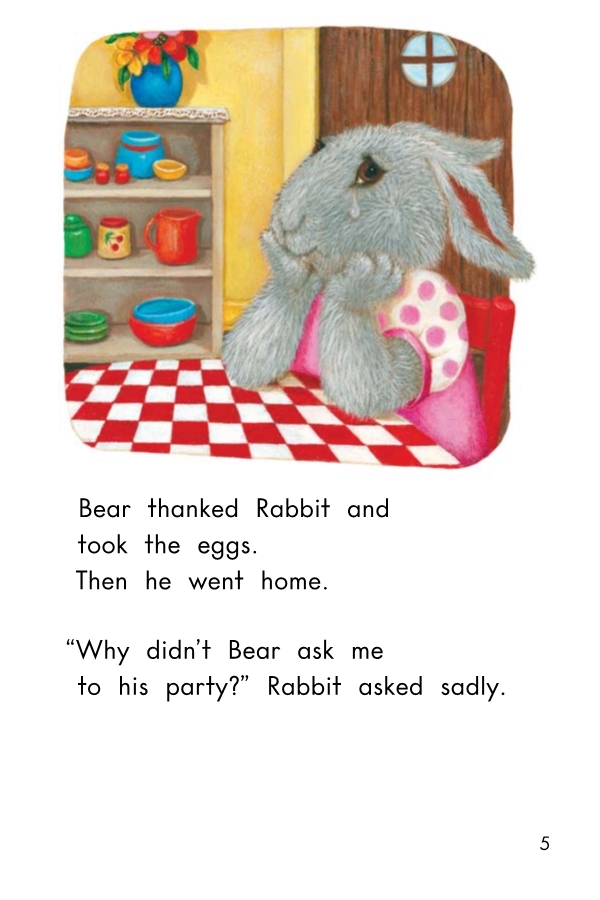 Bear thanked Rabbit and
took the eggs.
Then he went home.
“Why didn’t Bear ask me
to his party?” Rabbit asked sadly.
5